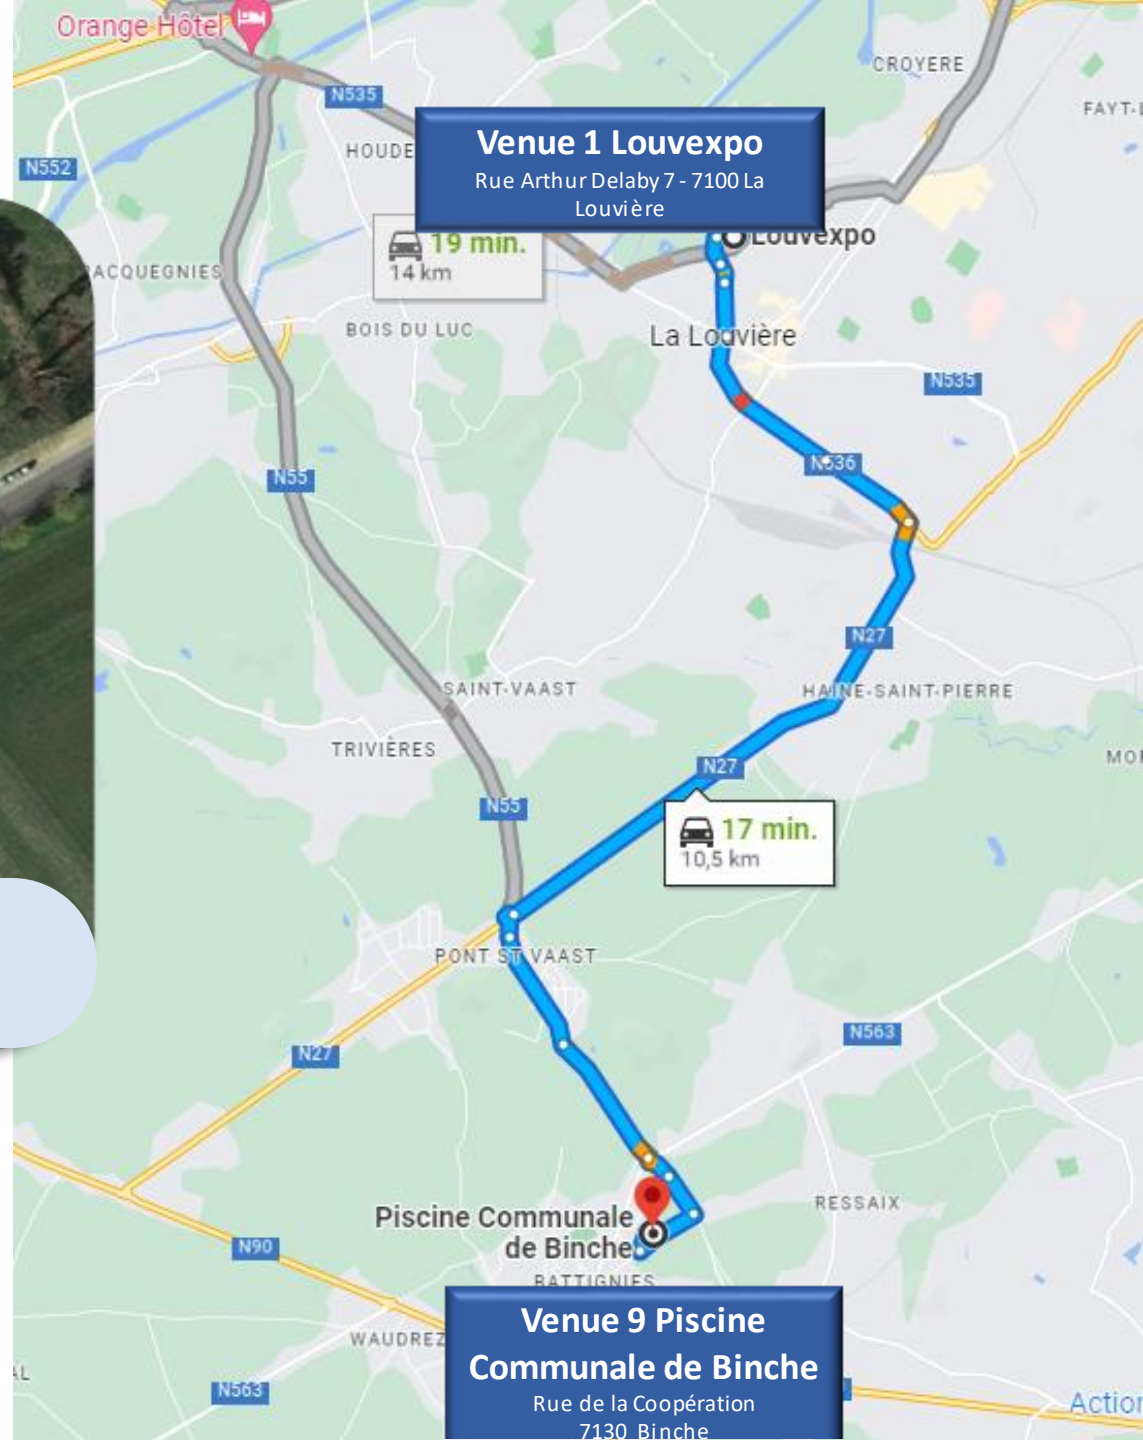 Orange Hôtel
CROYERE
N535
FAYT-L
N552
HOUDE
Venue 1 Louvexpo
Rue Arthur Delaby 7 - 7100 La
Louvière
Louvexpo
19 min.
14 km
ACQUEGNIES
BOIS DU LUC
La Louvière
N535
N536
N55
N27
SAINT-VAAST
HAINE-SAINT-PIERRE
TRIVIÈRES
N27
MO
N55
17 min.
10,5 km
PONT ST VAAST
N563
N27
RESSAIX
Piscine Communale
de Binche
N90
BATTIGNIES
Venue 9 Piscine
Communale de Binche
Rue de la Coopération
7130 Binche
WAUDREZ
AL
N563
Action